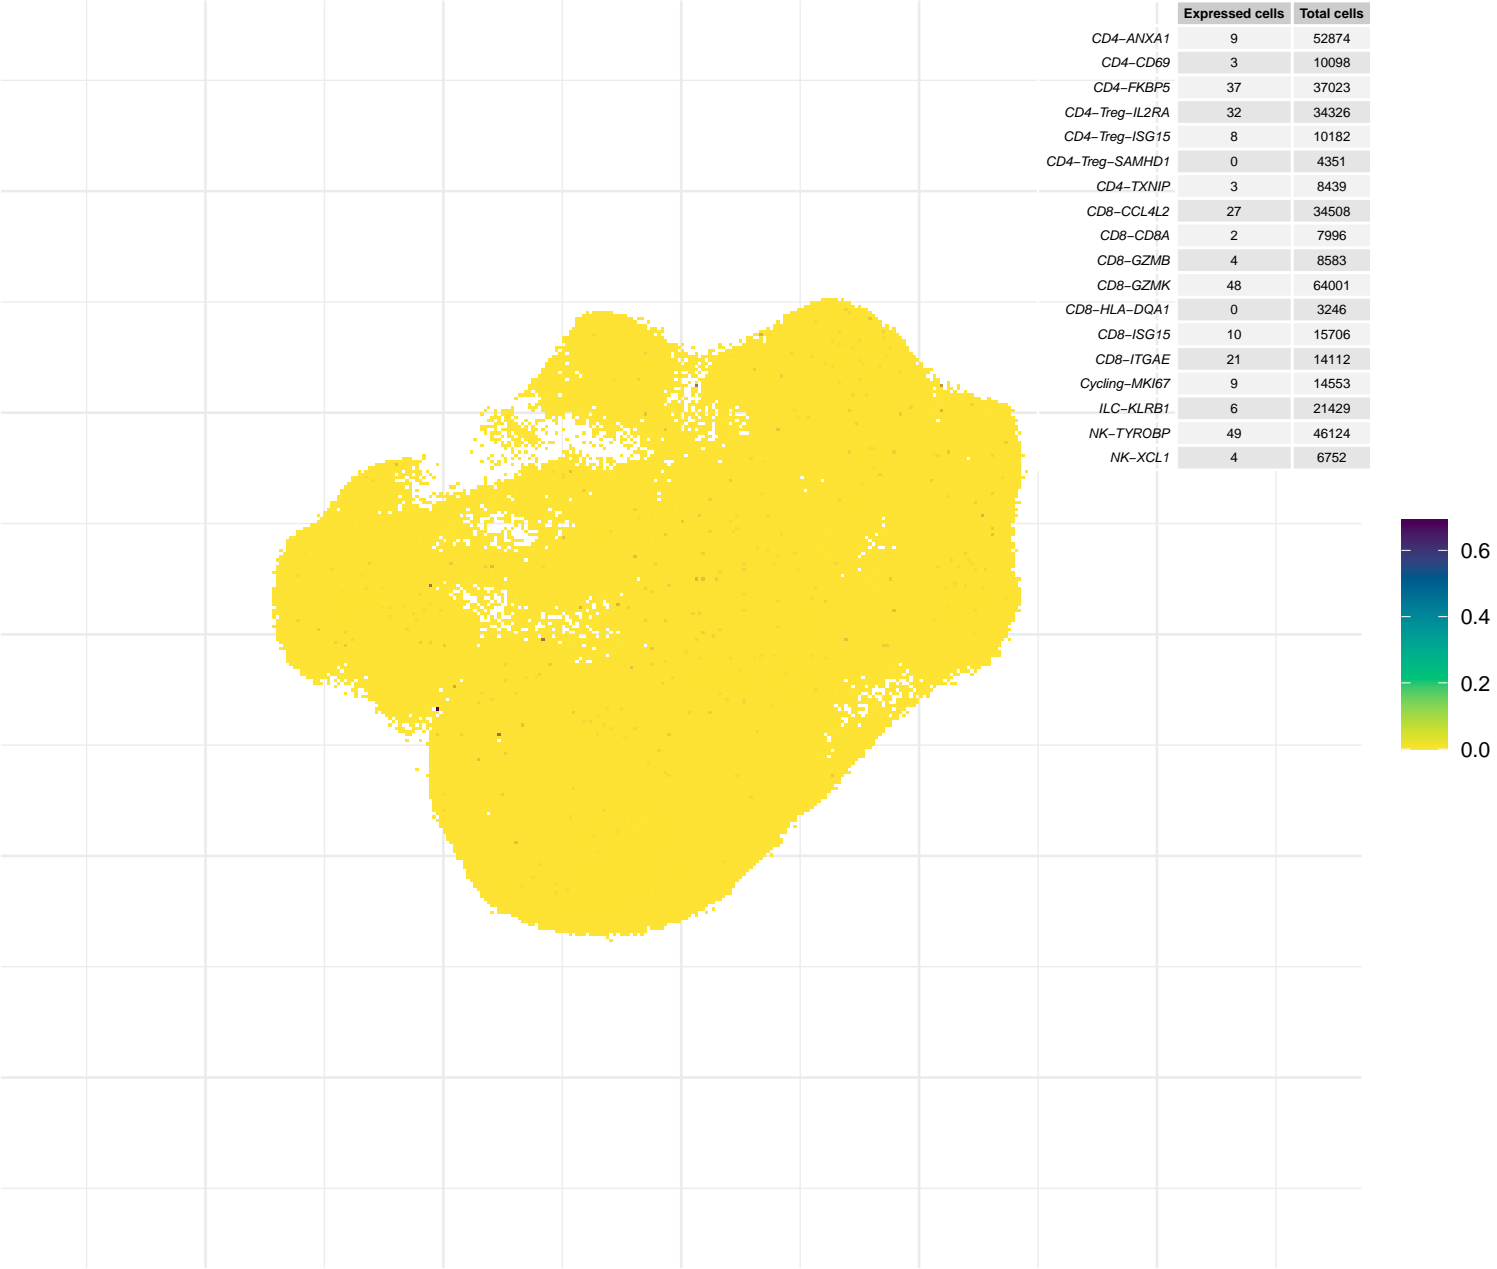 Expressed cells Total cells
CD4−ANXA1 9 52874
CD4−CD69 3 10098
CD4−FKBP5 37 37023
CD4−Treg−IL2RA 32 34326
CD4−Treg−ISG15 8 10182
CD4−Treg−SAMHD1 0 4351
CD4−TXNIP 3 8439
CD8−CCL4L2 27 34508
CD8−CD8A 2 7996
CD8−GZMB 4 8583
CD8−GZMK 48 64001
CD8−HLA−DQA1 0 3246
CD8−ISG15 10 15706
CD8−ITGAE 21 14112
Cycling−MKI67 9 14553
ILC−KLRB1 6 21429
NK−TYROBP 49 46124
NK−XCL1 4 6752
0.6
0.4
0.2
0.0